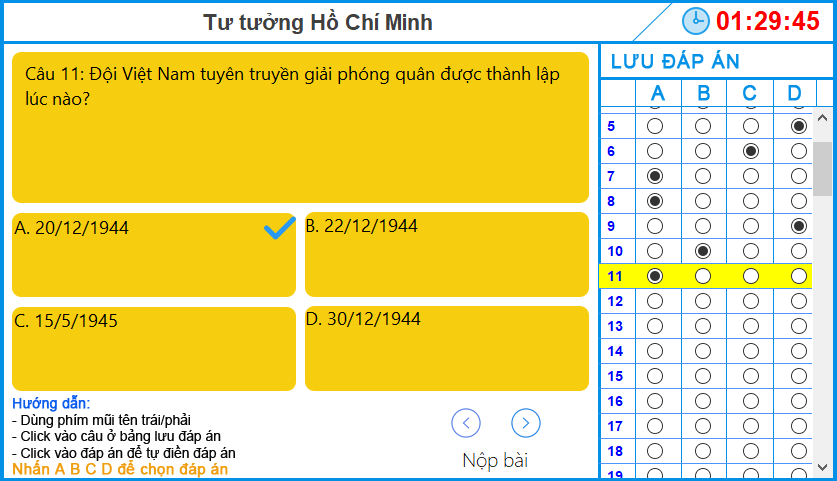 Tư tưởng Hồ Chí Minh
01:29:45
Câu 11: Đội Việt Nam tuyên truyền giải phóng quân được thành lập
lúc nào?
A. 20/12/1944
B. 22/12/1944
C. 15/5/1945
D. 30/12/1944
Hướng dẫn:
- Dùng phím mũi tên trái/phải
- Click vào câu ở bảng lưu đáp án
- Click vào đáp án để tự điền đáp án
Nhấn A B C D để chọn đáp án
Nộp bài
LƯU ĐÁP ÁN
A B C D
5
6
7
8
9
10
11
12
13
14
15
16
17
18
19